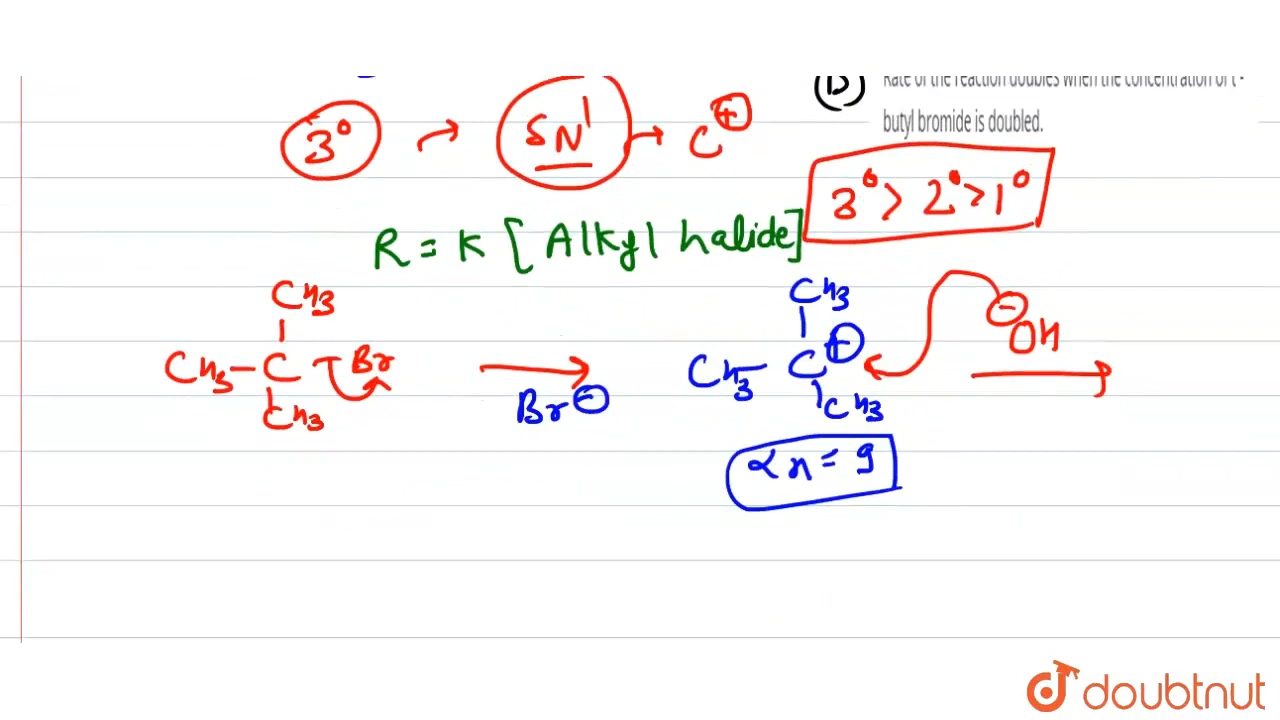 Rate of the reaction doubles when the concentration of t -
butyl bromide is doubled.
(D)
3° → SN1 → C⊕
3° > 2° > 1°
R = K [Alkyl halide]
CH3
CH3 – C – Br
CH3
Br⊖
CH3
CH3 – C⊕
CH3
⊖OH
αH = 9
doubtnut